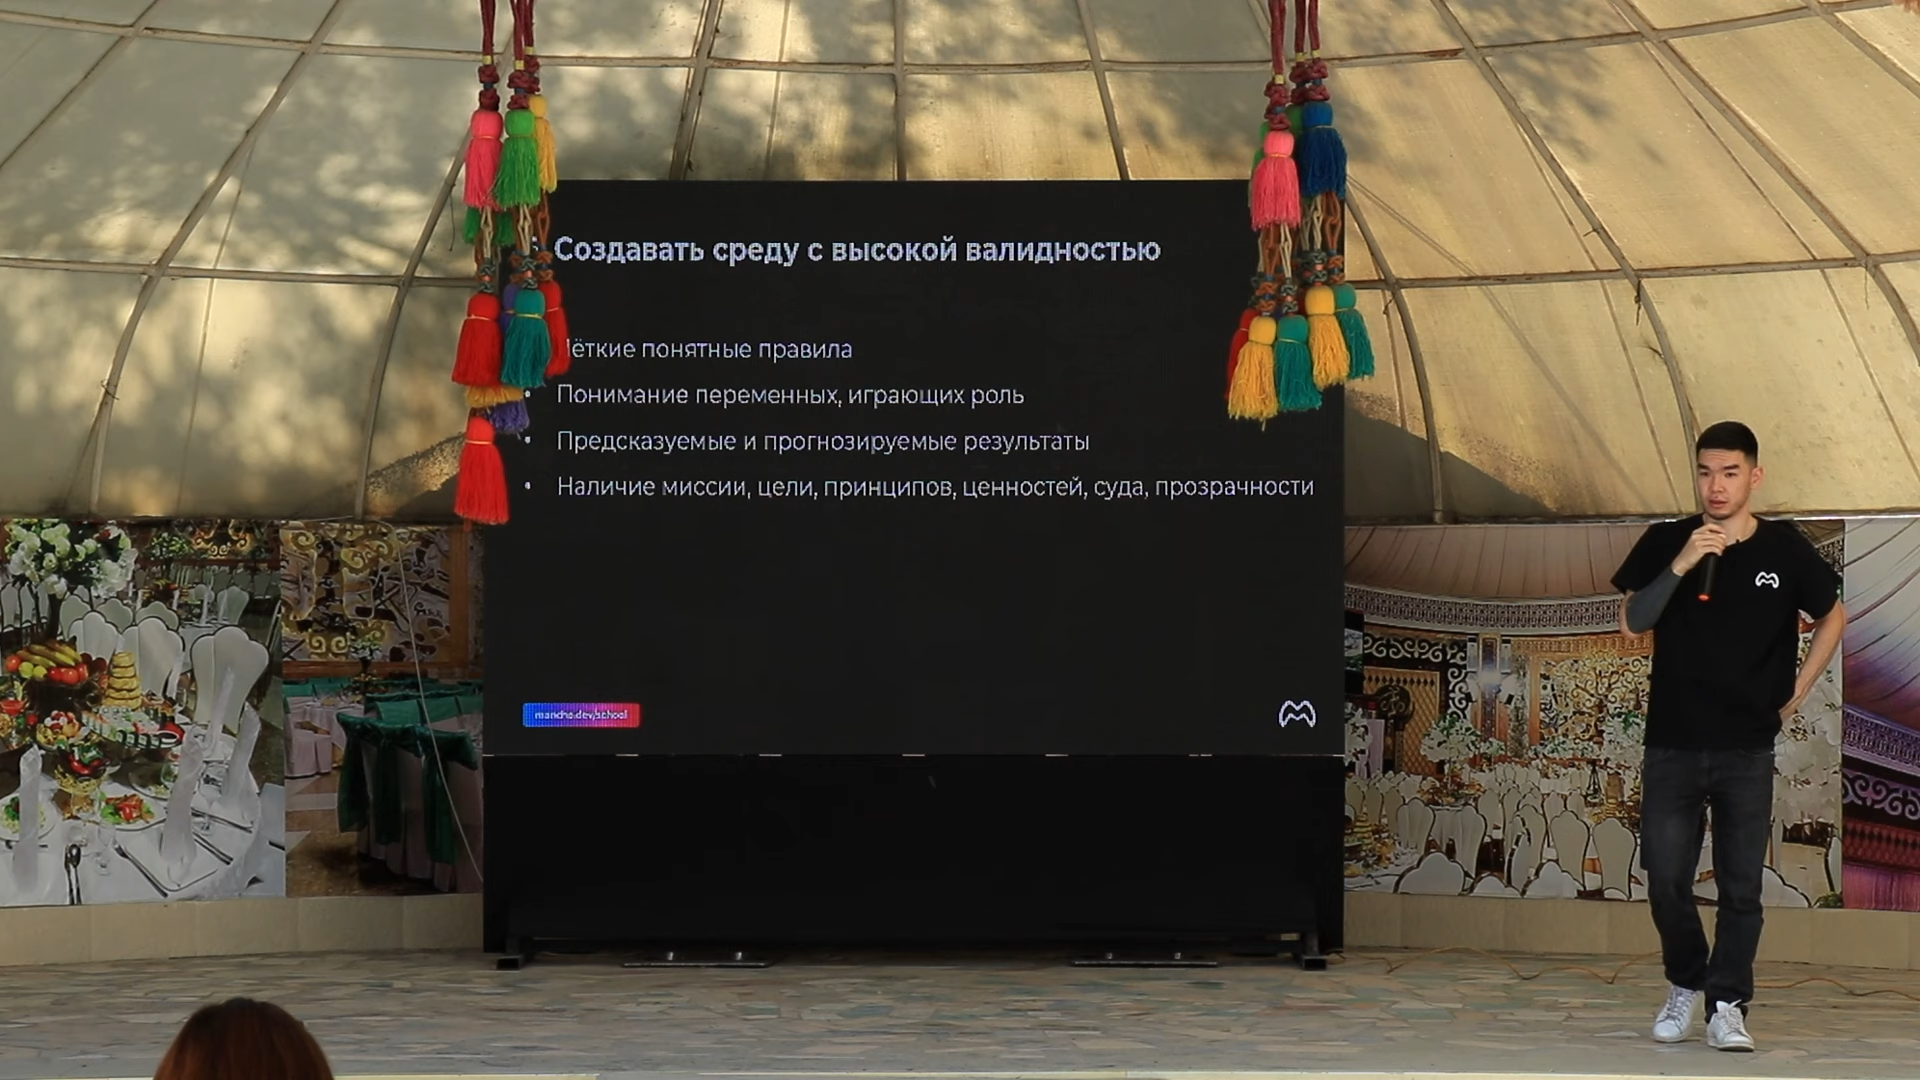 Создавать среду с высокой валидностью
понятные правила
• Понимание переменных, играющих роль
• Предсказуемые и прогнозируемые результаты
• Наличие миссии, цели, принципов, ценностей, суда, прозрачности
mancho.dev/school